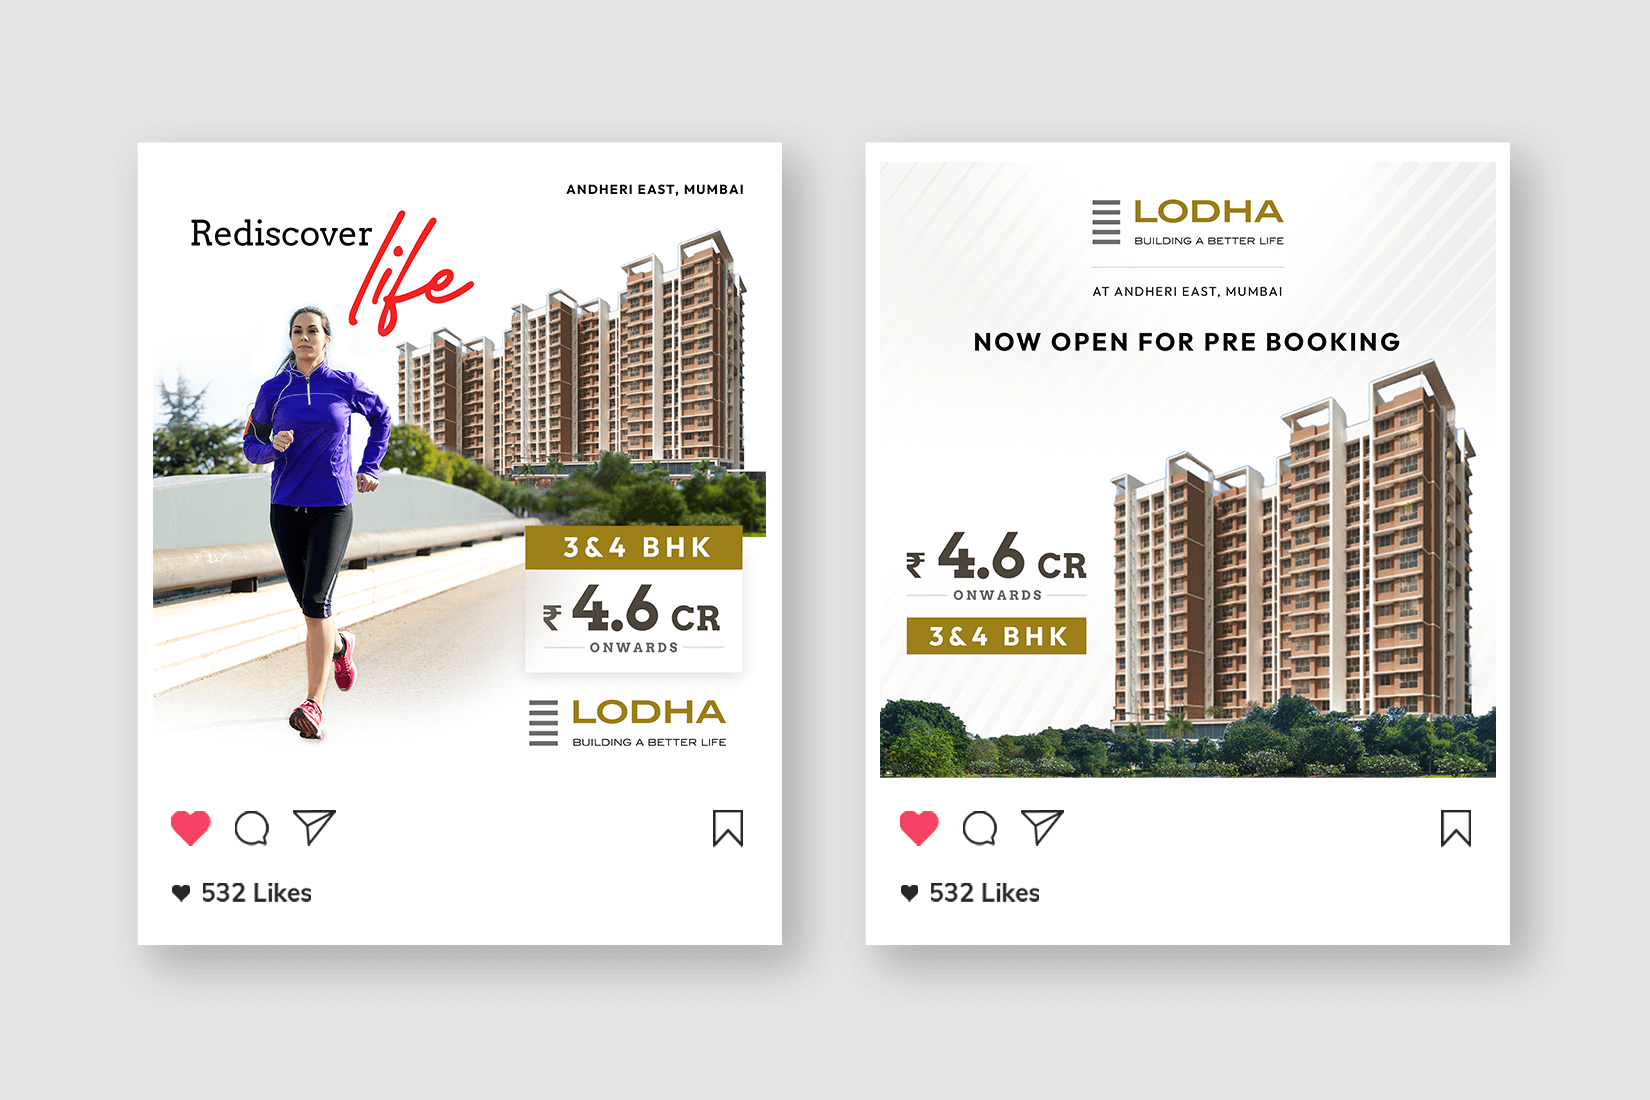 ANDHERI EAST, MUMBAI
Rediscover
life
3&4 BHK
₹ 4.6 CR
ONWARDS
LODHA
BUILDING A BETTER LIFE
532 Likes
LODHA
BUILDING A BETTER LIFE
AT ANDHERI EAST, MUMBAI
NOW OPEN FOR PRE BOOKING
₹ 4.6 CR
ONWARDS
3&4 BHK
532 Likes